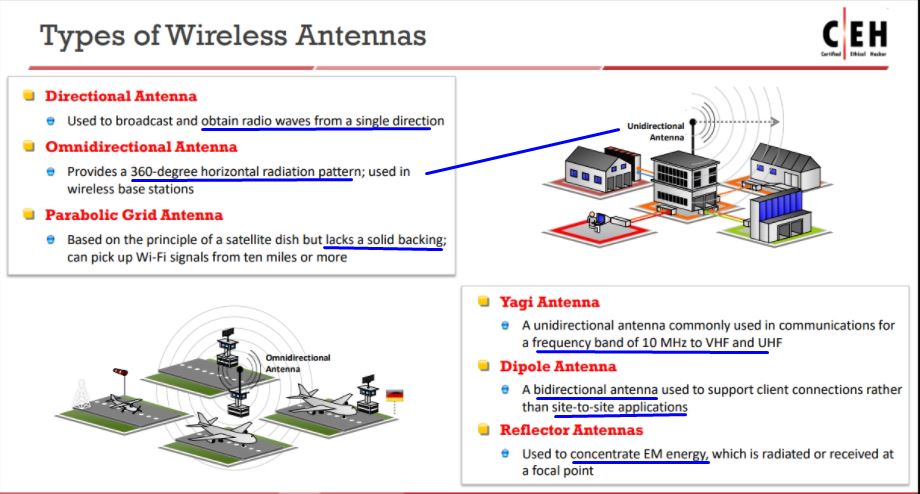 Types of Wireless Antennas
C|EH
Certified Ethical Hacker
Directional Antenna
Used to broadcast and obtain radio waves from a single direction
Omnidirectional Antenna
Provides a 360-degree horizontal radiation pattern; used in
wireless base stations
Parabolic Grid Antenna
Based on the principle of a satellite dish but lacks a solid backing;
can pick up Wi-Fi signals from ten miles or more
Unidirectional
Antenna
Omnidirectional
Antenna
Yagi Antenna
A unidirectional antenna commonly used in communications for
a frequency band of 10 MHz to VHF and UHF
Dipole Antenna
A bidirectional antenna used to support client connections rather
than site-to-site applications
Reflector Antennas
Used to concentrate EM energy, which is radiated or received at
a focal point